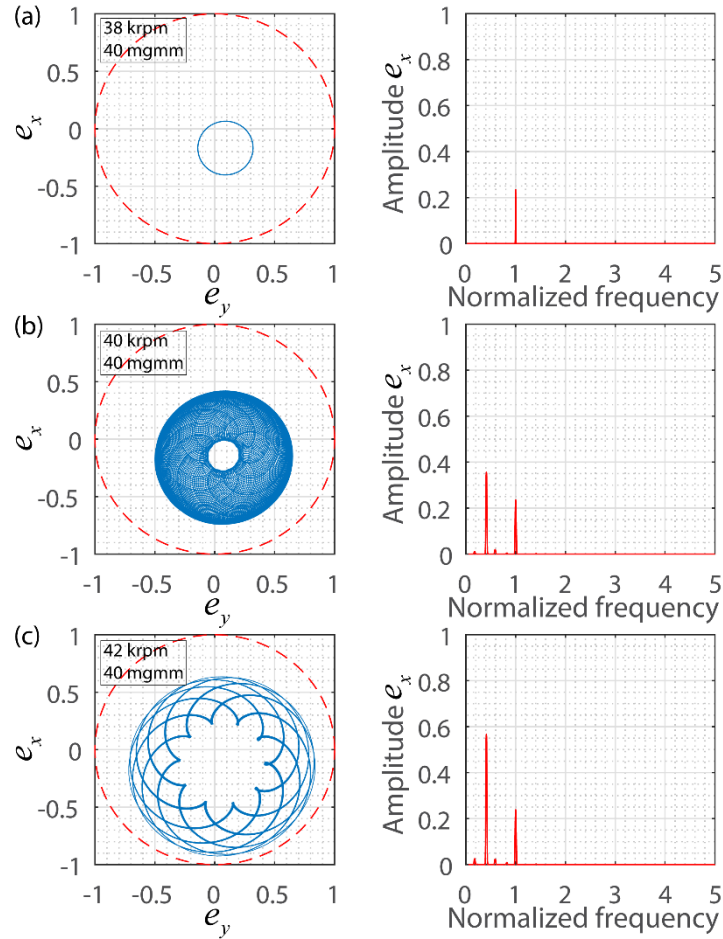 (a)
38 krpm
40 mgmm
1
0.5
0
-0.5
-1
e_x
-1 -0.5 0 0.5 1
e_y
1
0.8
0.6
0.4
0.2
0
Amplitude e_x
0 1 2 3 4 5
Normalized frequency
(b)
40 krpm
40 mgmm
1
0.5
0
-0.5
-1
e_x
-1 -0.5 0 0.5 1
e_y
1
0.8
0.6
0.4
0.2
0
Amplitude e_x
0 1 2 3 4 5
Normalized frequency
(c)
42 krpm
40 mgmm
1
0.5
0
-0.5
-1
e_x
-1 -0.5 0 0.5 1
e_y
1
0.8
0.6
0.4
0.2
0
Amplitude e_x
0 1 2 3 4 5
Normalized frequency